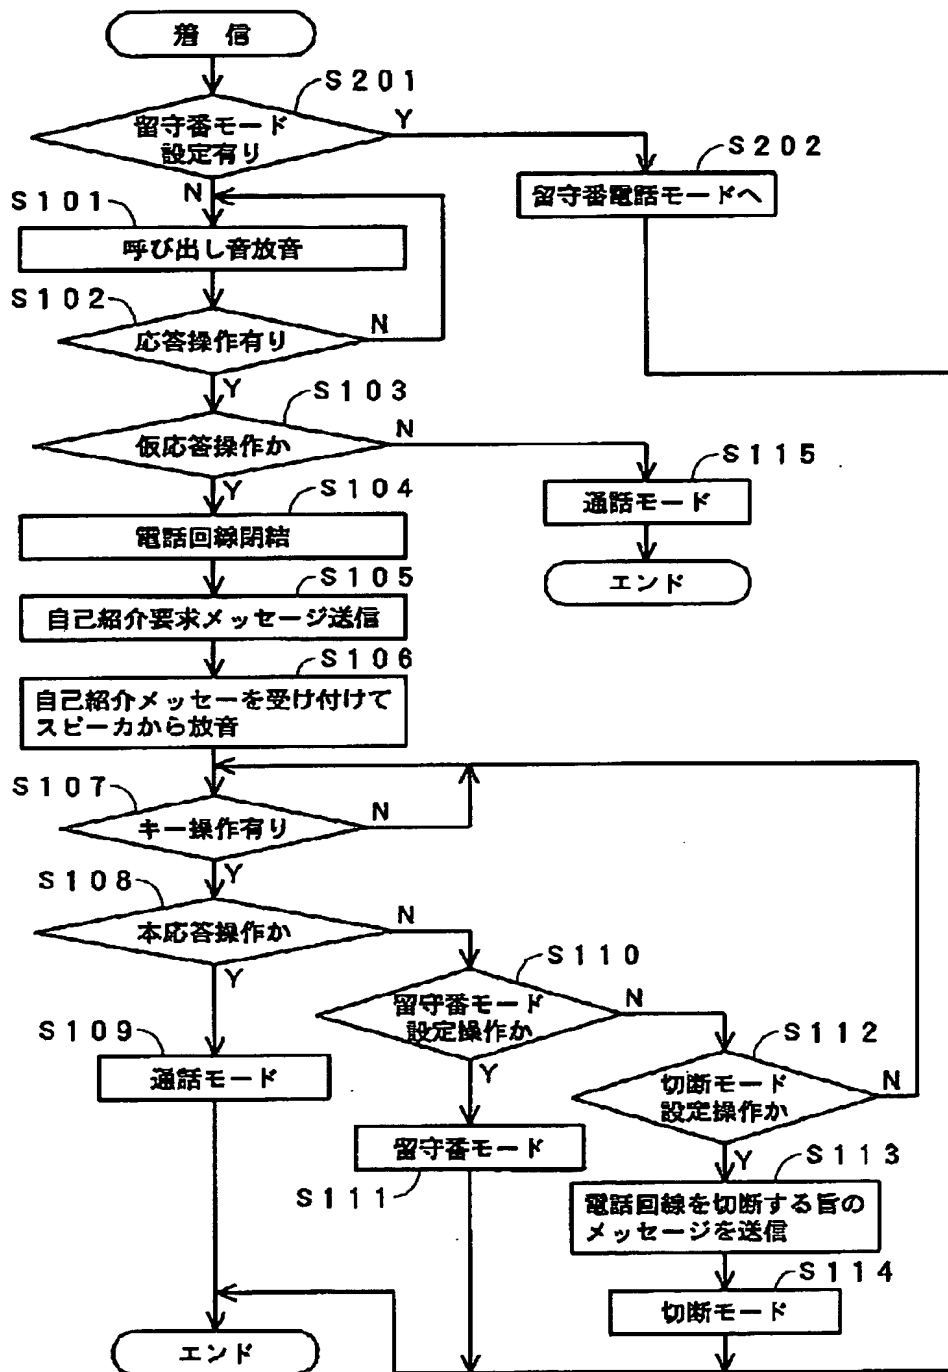 着 信
S201
留守番モード
設定有り
Y
N
S202
留守番電話モードへ
S101
呼び出し音放音
S102
応答操作有り
N
Y
S103
仮応答操作か
N
Y
S115
通話モード
エンド
S104
電話回線閉結
S105
自己紹介要求メッセージ送信
S106
自己紹介メッセーを受け付けて
スピーカから放音
S107
キー操作有り
N
Y
S108
本応答操作か
N
Y
S110
留守番モード
設定操作か
N
Y
S109
通話モード
S112
切断モード
設定操作か
N
Y
留守番モード
S111
S113
電話回線を切断する旨の
メッセージを送信
S114
切断モード
エンド